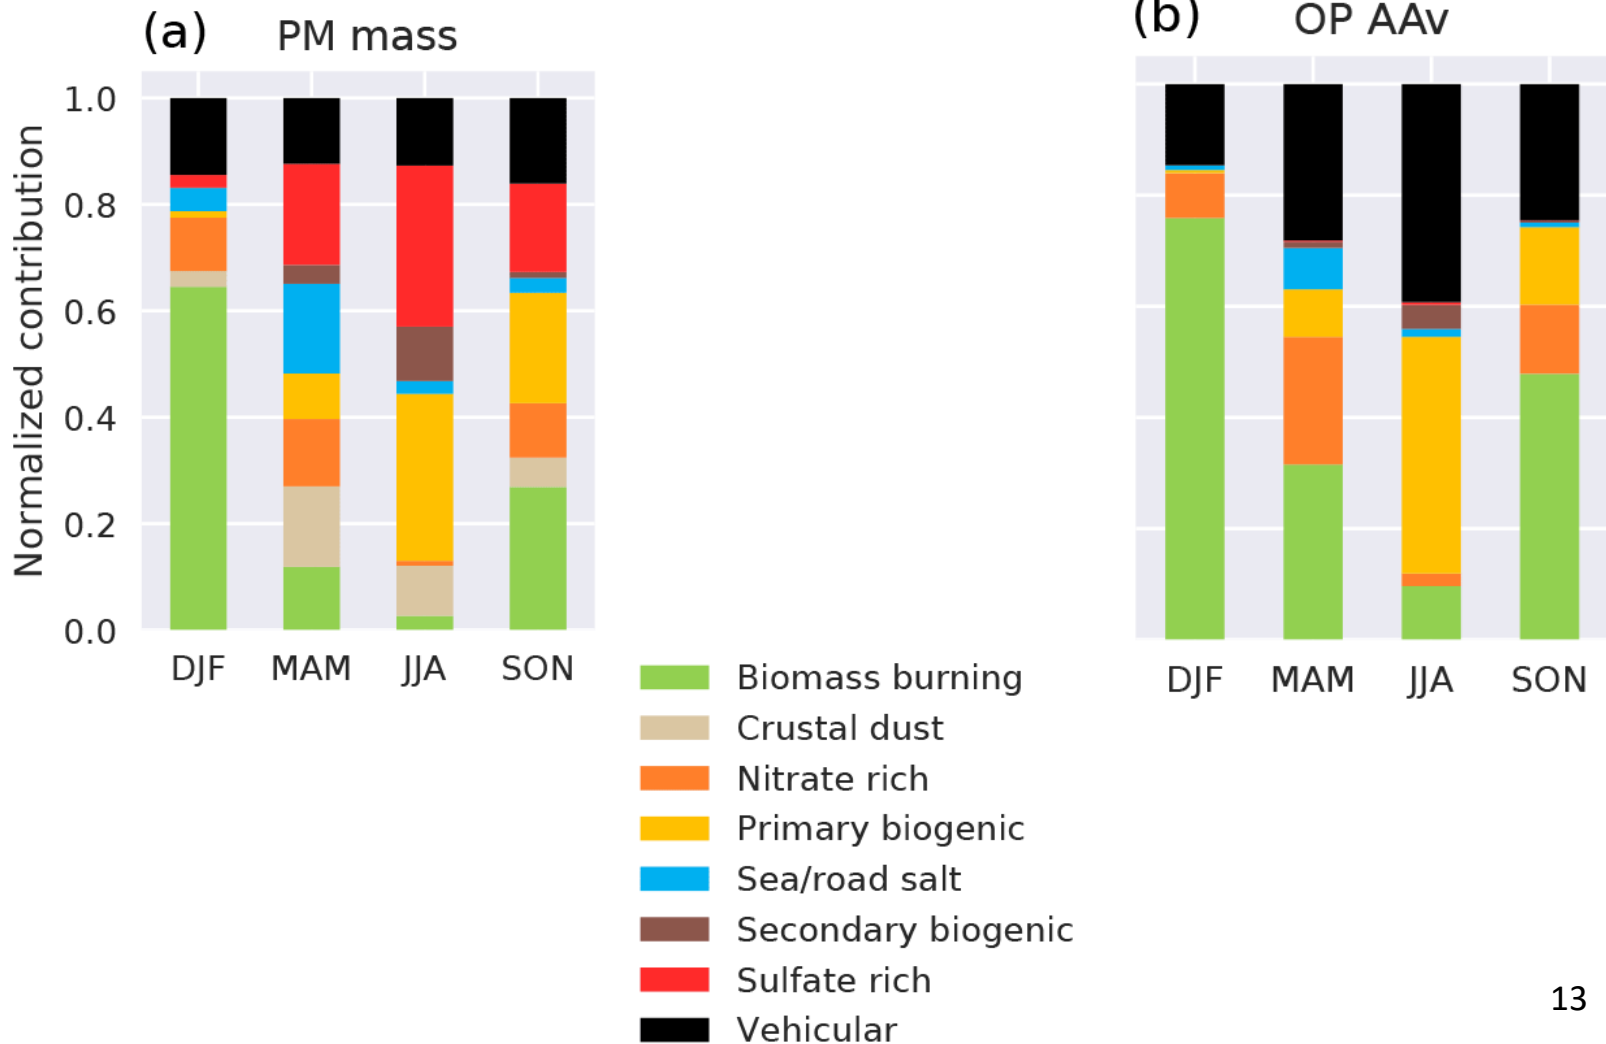 (a) PM mass
(b) OP AAv
Normalized contribution
1.0
0.8
0.6
0.4
0.2
0.0
DJF MAM JJA SON
DJF MAM JJA SON
Biomass burning
Crustal dust
Nitrate rich
Primary biogenic
Sea/road salt
Secondary biogenic
Sulfate rich
Vehicular
13